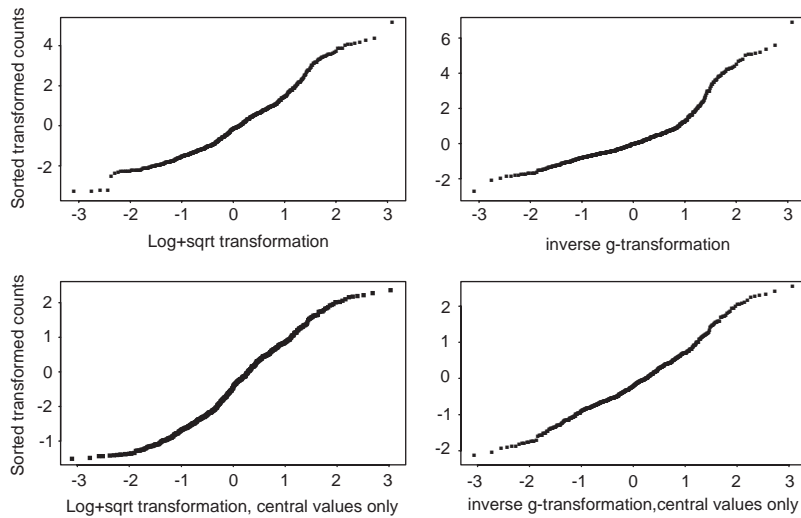 Sorted transformed counts
4
2
0
-2
-3 -2 -1 0 1 2 3
Log+sqrt transformation
6
4
2
0
-2
-3 -2 -1 0 1 2 3
inverse g-transformation
Sorted transformed counts
2
1
0
-2
-1
-3 -2 -1 0 1 2 3
Log+sqrt transformation, central values only
2
1
0
-1
-2
-3 -2 -1 0 1 2 3
inverse g-transformation,central values only